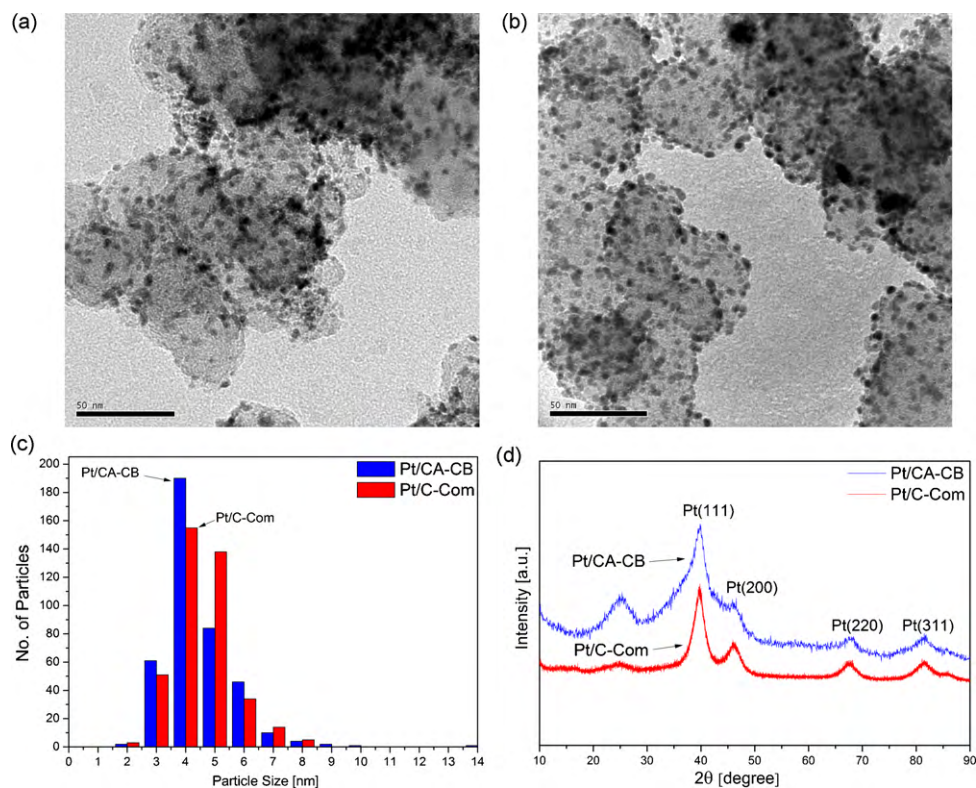 (a)
(b)
50 nm
50 nm
(c)
(d)
200
180
160
140
120
100
80
60
40
20
0
No. of Particles
Pt/CA-CB
Pt/C-Com
Pt/CA-CB
Pt/C-Com
0 1 2 3 4 5 6 7 8 9 10 11 12 13 14
Particle Size [nm]
Intensity [a.u.]
Pt/CA-CB
Pt/C-Com
Pt(111)
Pt/CA-CB
Pt(200)
Pt/C-Com
Pt(220)
Pt(311)
10 20 30 40 50 60 70 80 90
2θ [degree]